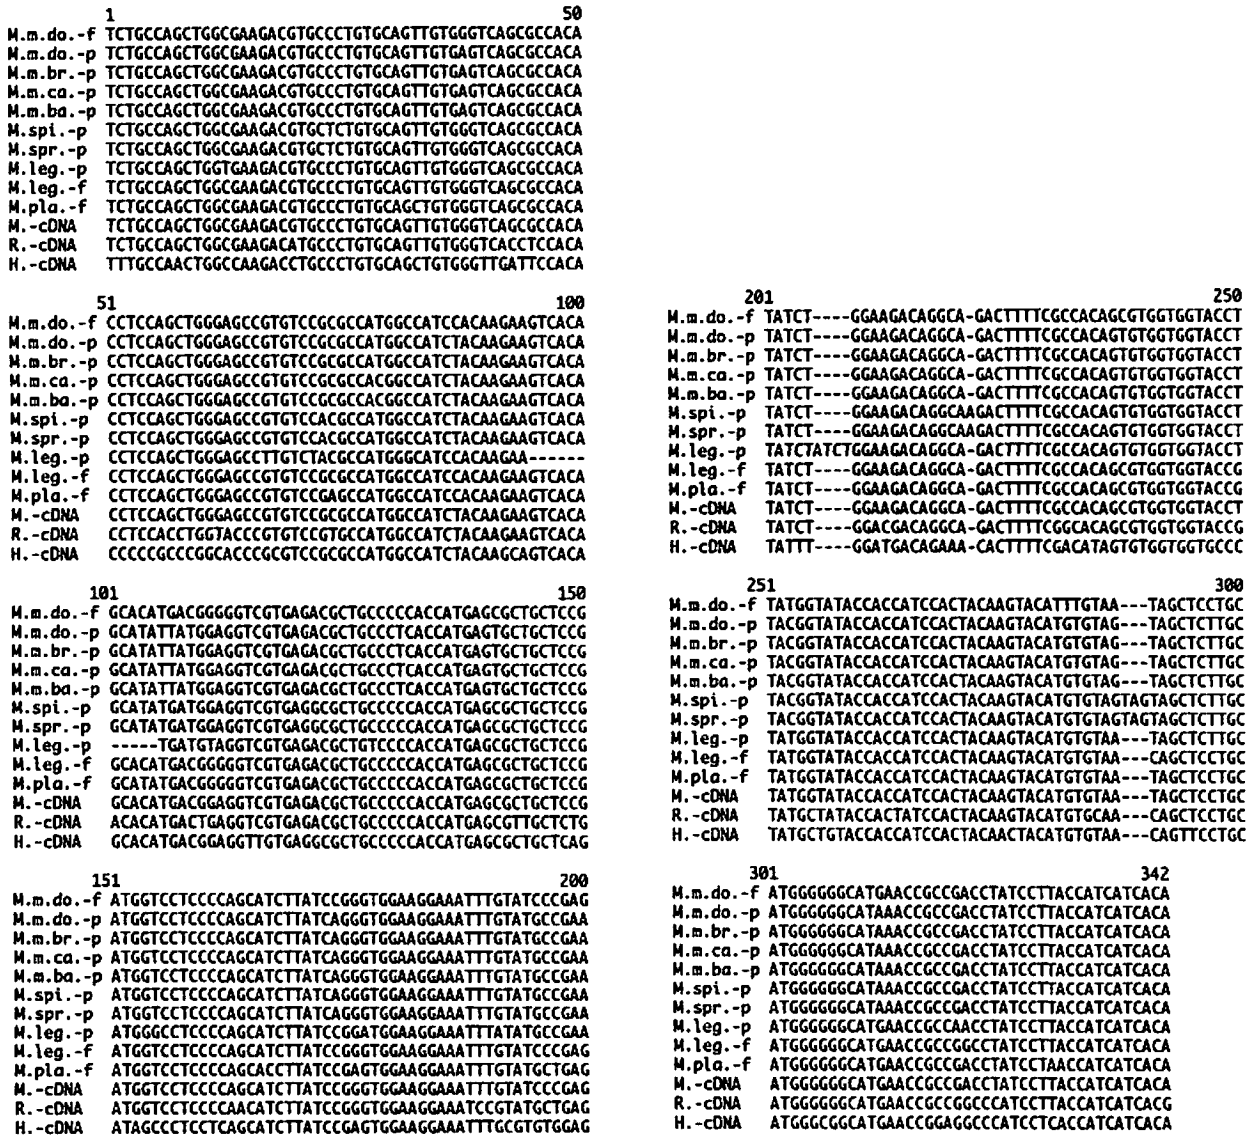 1 50
M.m.do.-f TCTGCCAGCTGGCGAAGACGTGCCCTGTGCAGTTGTGGGTCAGCGCCACA
M.m.do.-p TCTGCCAGCTGGCGAAGACGTGCCCTGTGCAGTTGTGAGTCAGCGCCACA
M.m.br.-p TCTGCCAGCTGGCGAAGACGTGCCCTGTGCAGTTGTGAGTCAGCGCCACA
M.m.ca.-p TCTGCCAGCTGGCGAAGACGTGCCCTGTGCAGTTGTGAGTCAGCGCCACA
M.m.ba.-p TCTGCCAGCTGGCGAAGACGTGCCCTGTGCAGTTGTGAGTCAGCGCCACA
M.spi.-p TCTGCCAGCTGGCGAAGACGTGCTCTGTGCAGTTGTGGGTCAGCGCCACA
M.spr.-p TCTGCCAGCTGGCGAAGACGTGCTCTGTGCAGTTGTGGGTCAGCGCCACA
M.leg.-p TCTGCCAGCTGGTGAAGACGTGCCCTGTGCAGTTGTGGGTCAGCGCCACA
M.leg.-f TCTGCCAGCTGGCGAAGACGTGCCCTGTGCAGTTGTGGGTCAGCGCCACA
M.pla.-f TCTGCCAGCTGGCGAAGACGTGCCCTGTGCAGCTGTGGGTCAGCGCCACA
M.-cDNA TCTGCCAGCTGGCGAAGACGTGCCCTGTGCAGTTGTGGGTCAGCGCCACA
R.-cDNA TCTGCCAGCTGGCGAAGACATGCCCTGTGCAGTTGTGGGTCACCTCCACA
H.-cDNA TTTGCCAACTGGCCAAGACCTGCCCTGTGCAGCTGTGGGTTGATTCCACA
51 100
M.m.do.-f CCTCCAGCTGGGAGCCGTGTCCGCGCCATGGCCATCCACAAGAAGTCACA
M.m.do.-p CCTCCAGCTGGGAGCCGTGTCCGCGCCATGGCCATCTACAAGAAGTCACA
M.m.br.-p CCTCCAGCTGGGAGCCGTGTCCGCGCCATGGCCATCTACAAGAAGTCACA
M.m.ca.-p CCTCCAGCTGGGAGCCGTGTCCGCGCCACGGCCATCTACAAGAAGTCACA
M.m.ba.-p CCTCCAGCTGGGAGCCGTGTCCGCGCCACGGCCATCTACAAGAAGTCACA
M.spi.-p CCTCCAGCTGGGAGCCGTGTCCACGCCATGGCCATCTACAAGAAGTCACA
M.spr.-p CCTCCAGCTGGGAGCCGTGTCCACGCCATGGCCATCTACAAGAAGTCACA
M.leg.-p CCTCCAGCTGGGAGCCTTGTCTACGCCATGGGCATCCACAAGAA------
M.leg.-f CCTCCAGCTGGGAGCCGTGTCCGCGCCATGGCCATCCACAAGAAGTCACA
M.pla.-f CCTCCAGCTGGGAGCCGTGTCCGAGCCATGGCCATCCACAAGAAGTCACA
M.-cDNA CCTCCAGCTGGGAGCCGTGTCCGCGCCATGGCCATCTACAAGAAGTCACA
R.-cDNA CCTCCACCTGGTACCCGTGTCCGTGCCATGGCCATCTACAAGAAGTCACA
H.-cDNA CCCCCGCCCGGCACCCGCGTCCGCGCCATGGCCATCTACAAGCAGTCACA
101 150
M.m.do.-f GCACATGACGGGGGTCGTGAGACGCTGCCCCCACCATGAGCGCTGCTCCG
M.m.do.-p GCATATTATGGAGGTCGTGAGACGCTGCCCTCACCATGAGTGCTGCTCCG
M.m.br.-p GCATATTATGGAGGTCGTGAGACGCTGCCCTCACCATGAGTGCTGCTCCG
M.m.ca.-p GCATATTATGGAGGTCGTGAGACGCTGCCCTCACCATGAGTGCTGCTCCG
M.m.ba.-p GCATATTATGGAGGTCGTGAGACGCTGCCCTCACCATGAGTGCTGCTCCG
M.spi.-p GCATATGATGGAGGTCGTGAGGCGCTGCCCCCACCATGAGCGCTGCTCCG
M.spr.-p GCATATGATGGAGGTCGTGAGGCGCTGCCCCCACCATGAGCGCTGCTCCG
M.leg.-p -----TGATGTAGGTCGTGAGACGCTGTCCCCACCATGAGCGCTGCTCCG
M.leg.-f GCACATGACGGGGGTCGTGAGACGCTGCCCCCACCATGAGCGCTGCTCCG
M.pla.-f GCATATGACGGGGGTCGTGAGACGCTGCCCCCACCATGAGCGCTGCTCCG
M.-cDNA GCACATGACGGAGGTCGTGAGACGCTGCCCCCACCATGAGCGCTGCTCCG
R.-cDNA ACACATGACTGAGGTCGTGAGACGCTGCCCCCACCATGAGCGTTGCTCTG
H.-cDNA GCACATGACGGAGGTTGTGAGGCGCTGCCCCCACCATGAGCGCTGCTCAG
151 200
M.m.do.-f ATGGTCCTCCCCAGCATCTTATCCGGGTGGAAGGAAATTTGTATCCCGAG
M.m.do.-p ATGGTCCTCCCCAGCATCTTATCAGGGTGGAAGGAAATTTGTATGCCGAA
M.m.br.-p ATGGTCCTCCCCAGCATCTTATCAGGGTGGAAGGAAATTTGTATGCCGAA
M.m.ca.-p ATGGTCCTCCCCAGCATCTTATCAGGGTGGAAGGAAATTTGTATGCCGAA
M.m.ba.-p ATGGTCCTCCCCAGCATCTTATCAGGGTGGAAGGAAATTTGTATGCCGAA
M.spi.-p ATGGTCCTCCCCAGCATCTTATCAGGGTGGAAGGAAATTTGTATGCCGAA
M.spr.-p ATGGTCCTCCCCAGCATCTTATCAGGGTGGAAGGAAATTTGTATGCCGAA
M.leg.-p ATGGGCCTCCCCAGCATCTTATCCGGATGGAAGGAAATTTATATGCCGAA
M.leg.-f ATGGTCCTCCCCAGCATCTTATCCGGGTGGAAGGAAATTTGTATCCCGAG
M.pla.-f ATGGTCCTCCCCAGCACCTTATCCGAGTGGAAGGAAATTTGTATGCTGAG
M.-cDNA ATGGTCCTCCCCAGCATCTTATCCGGGTGGAAGGAAATTTGTATCCCGAG
R.-cDNA ATGGTCCTCCCCAACATCTTATCCGGGTGGAAGGAAATCCGTATGCTGAG
H.-cDNA ATAGCCCTCCTCAGCATCTTATCCGAGTGGAAGGAAATTTGCGTGTGGAG
201 250
M.m.do.-f TATCT----GGAAGACAGGCA-GACTTTTCGCCACAGCGTGGTGGTACCT
M.m.do.-p TATCT----GGAAGACAGGCA-GACTTTTCGCCACAGTGTGGTGGTACCT
M.m.br.-p TATCT----GGAAGACAGGCA-GACTTTTCGCCACAGTGTGGTGGTACCT
M.m.ca.-p TATCT----GGAAGACAGGCA-GACTTTTCGCCACAGTGTGGTGGTACCT
M.m.ba.-p TATCT----GGAAGACAGGCA-GACTTTTCGCCACAGTGTGGTGGTACCT
M.spi.-p TATCT----GGAAGACAGGCAAGACTTTTCGCCACAGTGTGGTGGTACCT
M.spr.-p TATCT----GGAAGACAGGCAAGACTTTTCGCCACAGTGTGGTGGTACCT
M.leg.-p TATCTATCTGGAAGACAGGCA-GACTTTTCGCCACAGTGTGGTGGTACCT
M.leg.-f TATCT----GGAAGACAGGCA-GACTTTTCGCCACAGCGTGGTGGTACCG
M.pla.-f TATCT----GGAAGACAGGCA-GACTTTTCGCCACAGCGTGGTGGTACCG
M.-cDNA TATCT----GGAAGACAGGCA-GACTTTTCGCCACAGCGTGGTGGTACCT
R.-cDNA TATCT----GGACGACAGGCA-GACTTTTCGGCACAGCGTGGTGGTACCG
H.-cDNA TATTT----GGATGACAGAAA-CACTTTTCGACATAGTGTGGTGGTGCCC
251 300
M.m.do.-f TATGGTATACCACCATCCACTACAAGTACATTTGTAA---TAGCTCCTGC
M.m.do.-p TACGGTATACCACCATCCACTACAAGTACATGTGTAG---TAGCTCTTGC
M.m.br.-p TACGGTATACCACCATCCACTACAAGTACATGTGTAG---TAGCTCTTGC
M.m.ca.-p TACGGTATACCACCATCCACTACAAGTACATGTGTAG---TAGCTCTTGC
M.m.ba.-p TACGGTATACCACCATCCACTACAAGTACATGTGTAG---TAGCTCTTGC
M.spi.-p TACGGTATACCACCATCCACTACAAGTACATGTGTAGTAGTAGCTCTTGC
M.spr.-p TACGGTATACCACCATCCACTACAAGTACATGTGTAGTAGTAGCTCTTGC
M.leg.-p TATGGTATACCACCATCCACTACAAGTACATGTGTAA---TAGCTCTTGC
M.leg.-f TATGGTATACCACCATCCACTACAAGTACATGTGTAA---CAGCTCCTGC
M.pla.-f TATGGTATACCACCATCCACTACAAGTACATGTGTAA---CAGCTCCTGC
M.-cDNA TATGGTATACCACCATCCACTACAAGTACATGTGTAA---TAGCTCCTGC
R.-cDNA TATGCTATACCACTATCCACTACAAGTACATGTGCAA---CAGCTCCTGC
H.-cDNA TATGCTGTACCACCATCCACTACAACTACATGTGTAA---CAGTTCCTGC
301 342
M.m.do.-f ATGGGGGGCATGAACCGCCGACCTATCCTTACCATCATCACA
M.m.do.-p ATGGGGGGCATAAACCGCCGACCTATCCTTACCATCATCACA
M.m.br.-p ATGGGGGGCATAAACCGCCGACCTATCCTTACCATCATCACA
M.m.ca.-p ATGGGGGGCATAAACCGCCGACCTATCCTTACCATCATCACA
M.m.ba.-p ATGGGGGGCATAAACCGCCGACCTATCCTTACCATCATCACA
M.spi.-p ATGGGGGGCATAAACCGCCGACCTATCCTTACCATCATCACA
M.spr.-p ATGGGGGGCATAAACCGCCGACCTATCCTTACCATCATCACA
M.leg.-p ATGGGGGGCATGAACCGCCAACCTATCCTTACCATCATCACA
M.leg.-f ATGGGGGGCATGAACCGCCGGCCTATCCTTACCATCATCACA
M.pla.-f ATGGGGGGCATGAACCGCCGACCTATCCTAACCATCATCACA
M.-cDNA ATGGGGGGCATGAACCGCCGACCTATCCTTACCATCATCACA
R.-cDNA ATGGGGGGCATGAACCGCCGGCCCATCCTTACCATCATCACG
H.-cDNA ATGGGCGGCATGAACCGGAGGCCCATCCTCACCATCATCACA